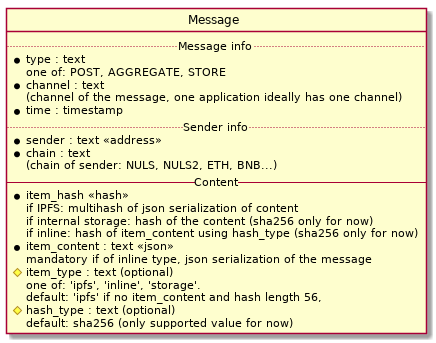 Message
Message info
type : text
one of: POST, AGGREGATE, STORE
channel : text
(channel of the message, one application ideally has one channel)
time : timestamp
Sender info
sender : text «address»
chain : text
(chain of sender: NULS, NULS2, ETH, BNB...)
Content
item_hash «hash»
if IPFS: multihash of json serialization of content
if internal storage: hash of the content (sha256 only for now)
if inline: hash of item_content using hash_type (sha256 only for now)
item_content : text «json»
mandatory if of inline type, json serialization of the message
item_type : text (optional)
one of: 'ipfs', 'inline', 'storage'.
default: 'ipfs' if no item_content and hash length 56,
hash_type : text (optional)
default: sha256 (only supported value for now)